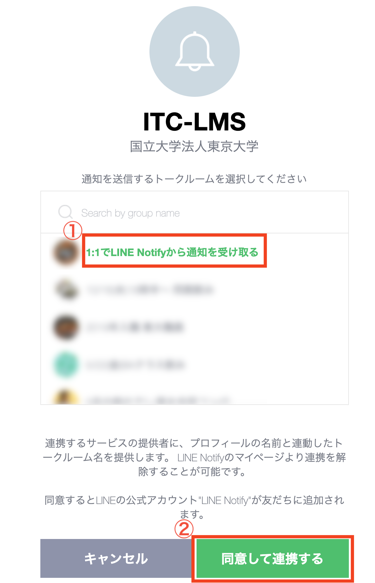 ITC-LMS
国立大学法人東京大学
通知を送信するトークルームを選択してください
Search by group name
①
1:1でLINE Notifyから通知を受け取る
連携するサービスの提供者に、プロフィールの名前と連動したト
ークルーム名を提供します。 LINE Notifyのマイページより連携を解
除することが可能です。
同意するとLINEの公式アカウント"LINE Notify"が友だちに追加され
ます。
②
キャンセル
同意して連携する